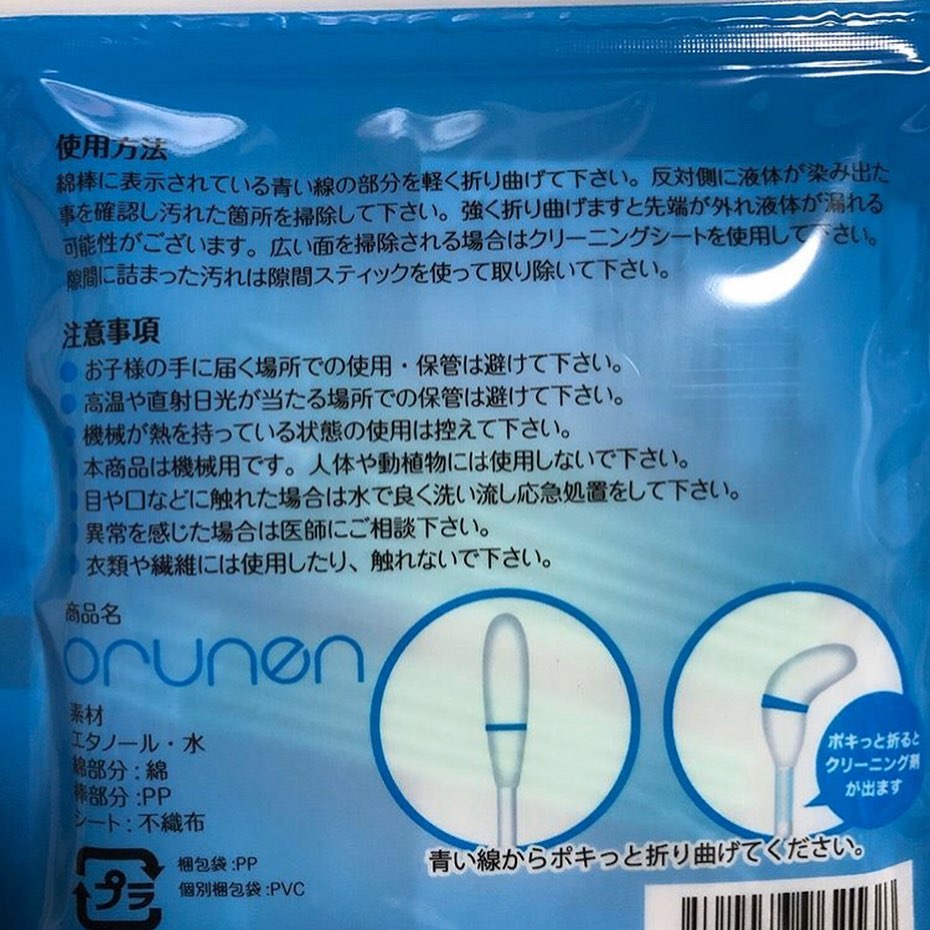 使用方法
綿棒に表示されている青い線の部分を軽く折り曲げて下さい。反対側に液体が染み出た
事を確認し汚れた箇所を掃除して下さい。強く折り曲げますと先端が外れ液体が漏れる
可能性がございます。広い面を掃除される場合はクリーニングシートを使用して下さい。
隙間に詰まった汚れは隙間スティックを使って取り除いて下さい。
注意事項
お子様の手に届く場所での使用・保管は避けて下さい。
高温や直射日光が当たる場所での保管は避けて下さい。
機械が熱を持っている状態の使用は控えて下さい。
本商品は機械用です。人体や動植物には使用しないで下さい。
目や口などに触れた場合は水で良く洗い流し応急処置をして下さい。
異常を感じた場合は医師にご相談下さい。
衣類や繊維には使用したり、触れないで下さい。
商品名
orunen
素材
エタノール・水
綿部分:綿
棒部分:PP
シート:不織布
プラ
梱包袋:PP
個別梱包袋:PVC
ポキっと折ると
クリーニング剤
が出ます
青い線からポキっと折り曲げてください。